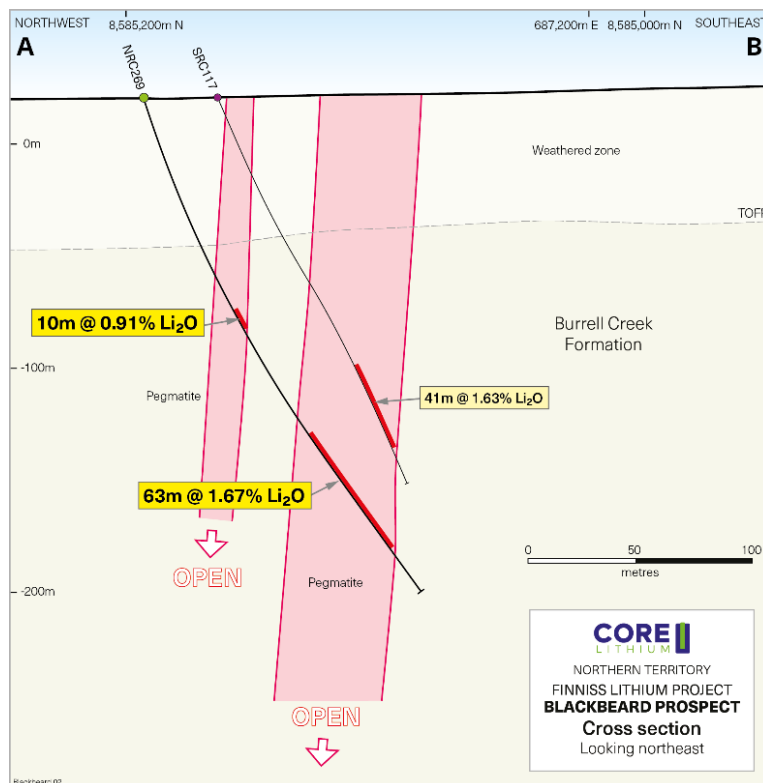 NORTHWEST
8,585,200m N
687,200m E
8,585,000m N
SOUTHEAST
A
B
NRC269
SRC117
0m
Weathered zone
TOFR
10m @ 0.91% Li₂O
Burrell Creek
Formation
-100m
Pegmatite
41m @ 1.63% Li₂O
63m @ 1.67% Li₂O
0
50
100
metres
OPEN
Pegmatite
-200m
OPEN
CORE
LITHIUM
NORTHERN TERRITORY
FINNISS LITHIUM PROJECT
BLACKBEARD PROSPECT
Cross section
Looking northeast